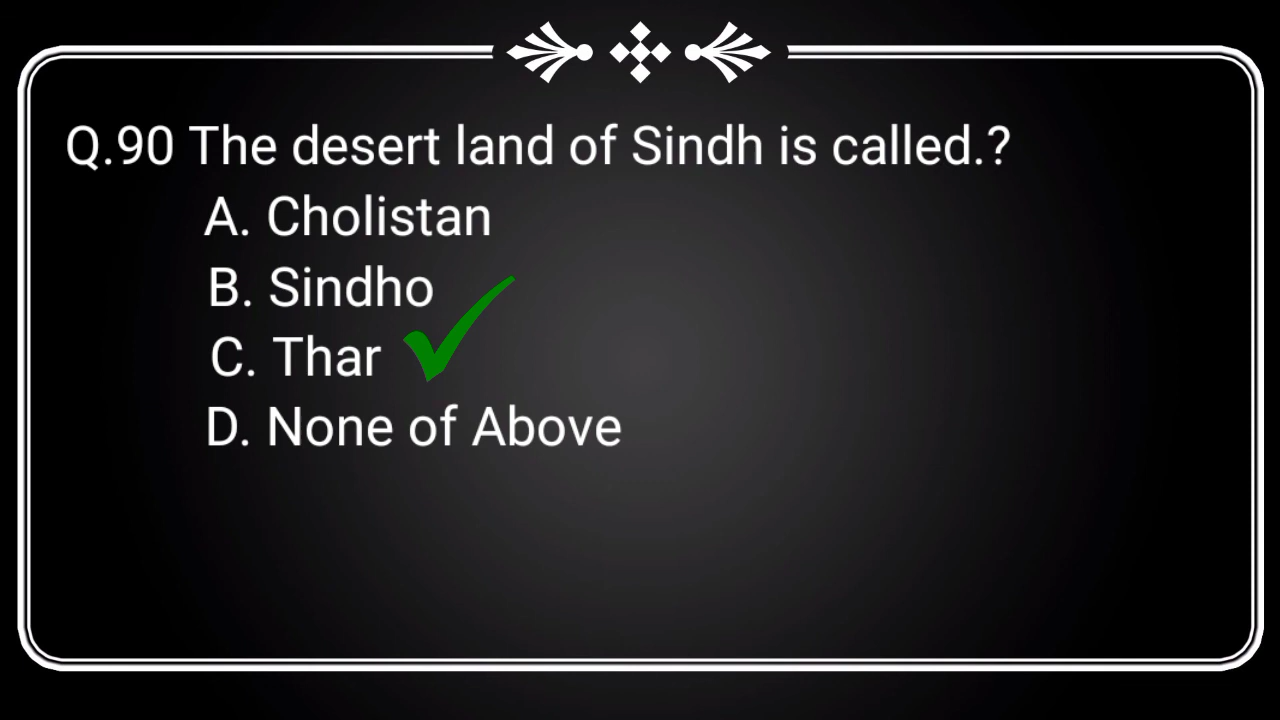 Q.90 The desert land of Sindh is called.?
A. Cholistan
B. Sindho
C. Thar
D. None of Above